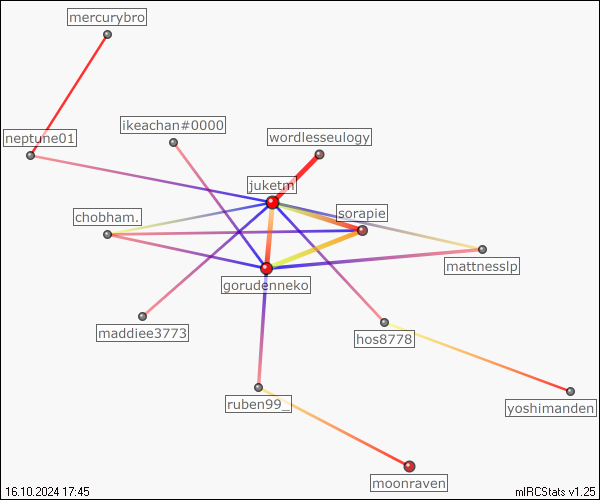 mercurybro
ikeachan#0000
neptune01
wordlesseulogy
juketm
sorapie
chobham.
mattnesslp
gorudenneko
maddiee3773
hos8778
ruben99_
yoshimanden
moonraven
16.10.2024 17:45
mIRCStats v1.25